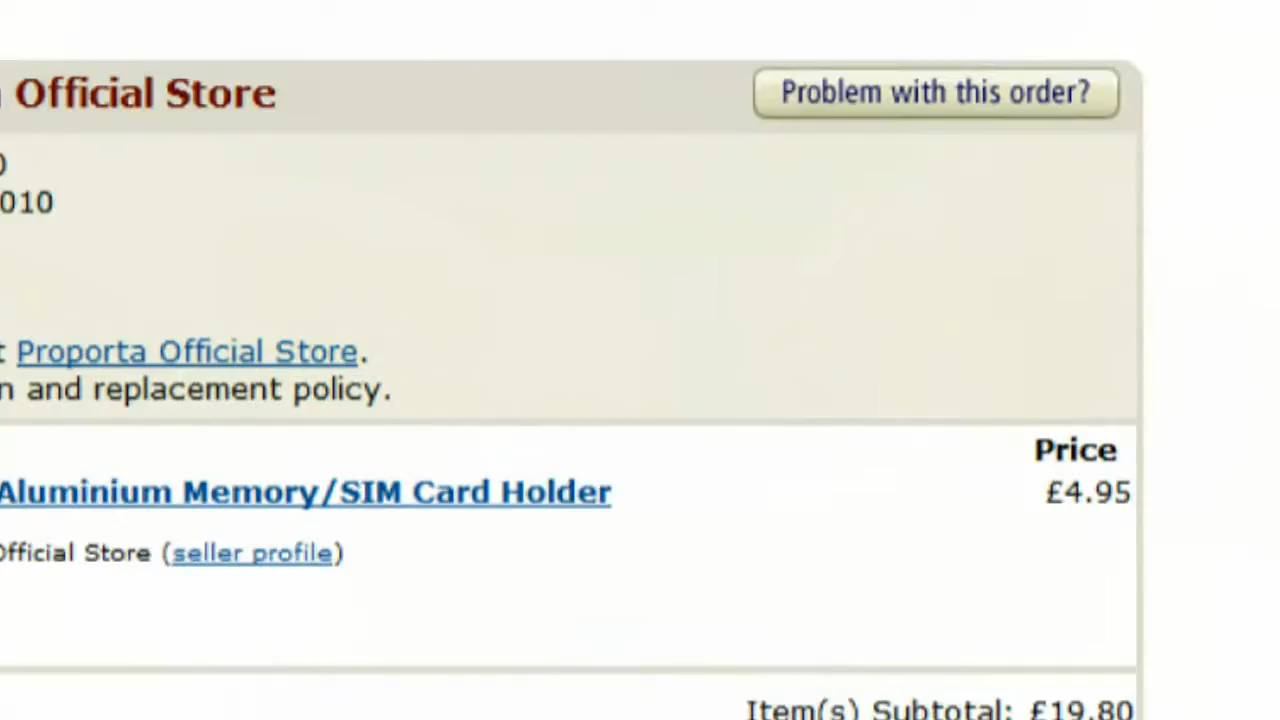 Official Store
Problem with this order?
010
Proporta Official Store.
and replacement policy.
Price
Aluminium Memory/SIM Card Holder
£4.95
Official Store (seller profile)
Item(s) Subtotal: £19.80